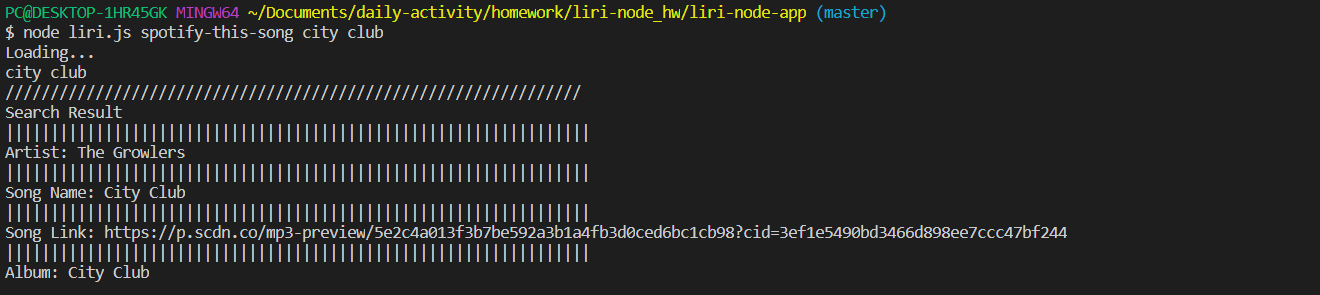 PC@DESKTOP-1HR45GK MINGW64 ~/Documents/daily-activity/homework/liri-node_hw/liri-node-app (master)
$ node liri.js spotify-this-song city club
Loading...
city club
////////////////////////////////////////////////////////////////
Search Result
|||||||||||||||||||||||||||||||||||||||||||||||||||||||||||||||||
Artist: The Growlers
|||||||||||||||||||||||||||||||||||||||||||||||||||||||||||||||||
Song Name: City Club
|||||||||||||||||||||||||||||||||||||||||||||||||||||||||||||||||
Song Link: https://p.scdn.co/mp3-preview/5e2c4a013f3b7be592a3b1a4fb3d0ced6bc1cb98?cid=3ef1e5490bd3466d898ee7ccc47bf244
|||||||||||||||||||||||||||||||||||||||||||||||||||||||||||||||||
Album: City Club